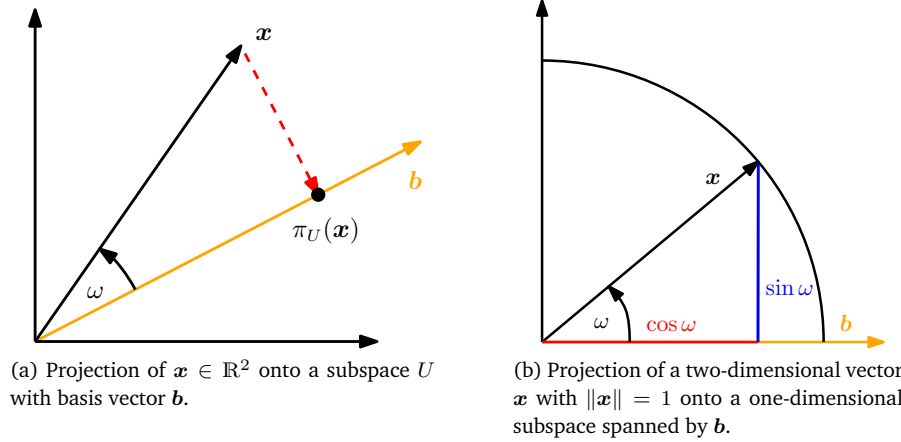 x
b
π_U(x)
ω
(a) Projection of x ∈ ℝ² onto a subspace U
with basis vector b.
x
sin ω
ω
cos ω
b
(b) Projection of a two-dimensional vector
x with ‖x‖ = 1 onto a one-dimensional
subspace spanned by b.